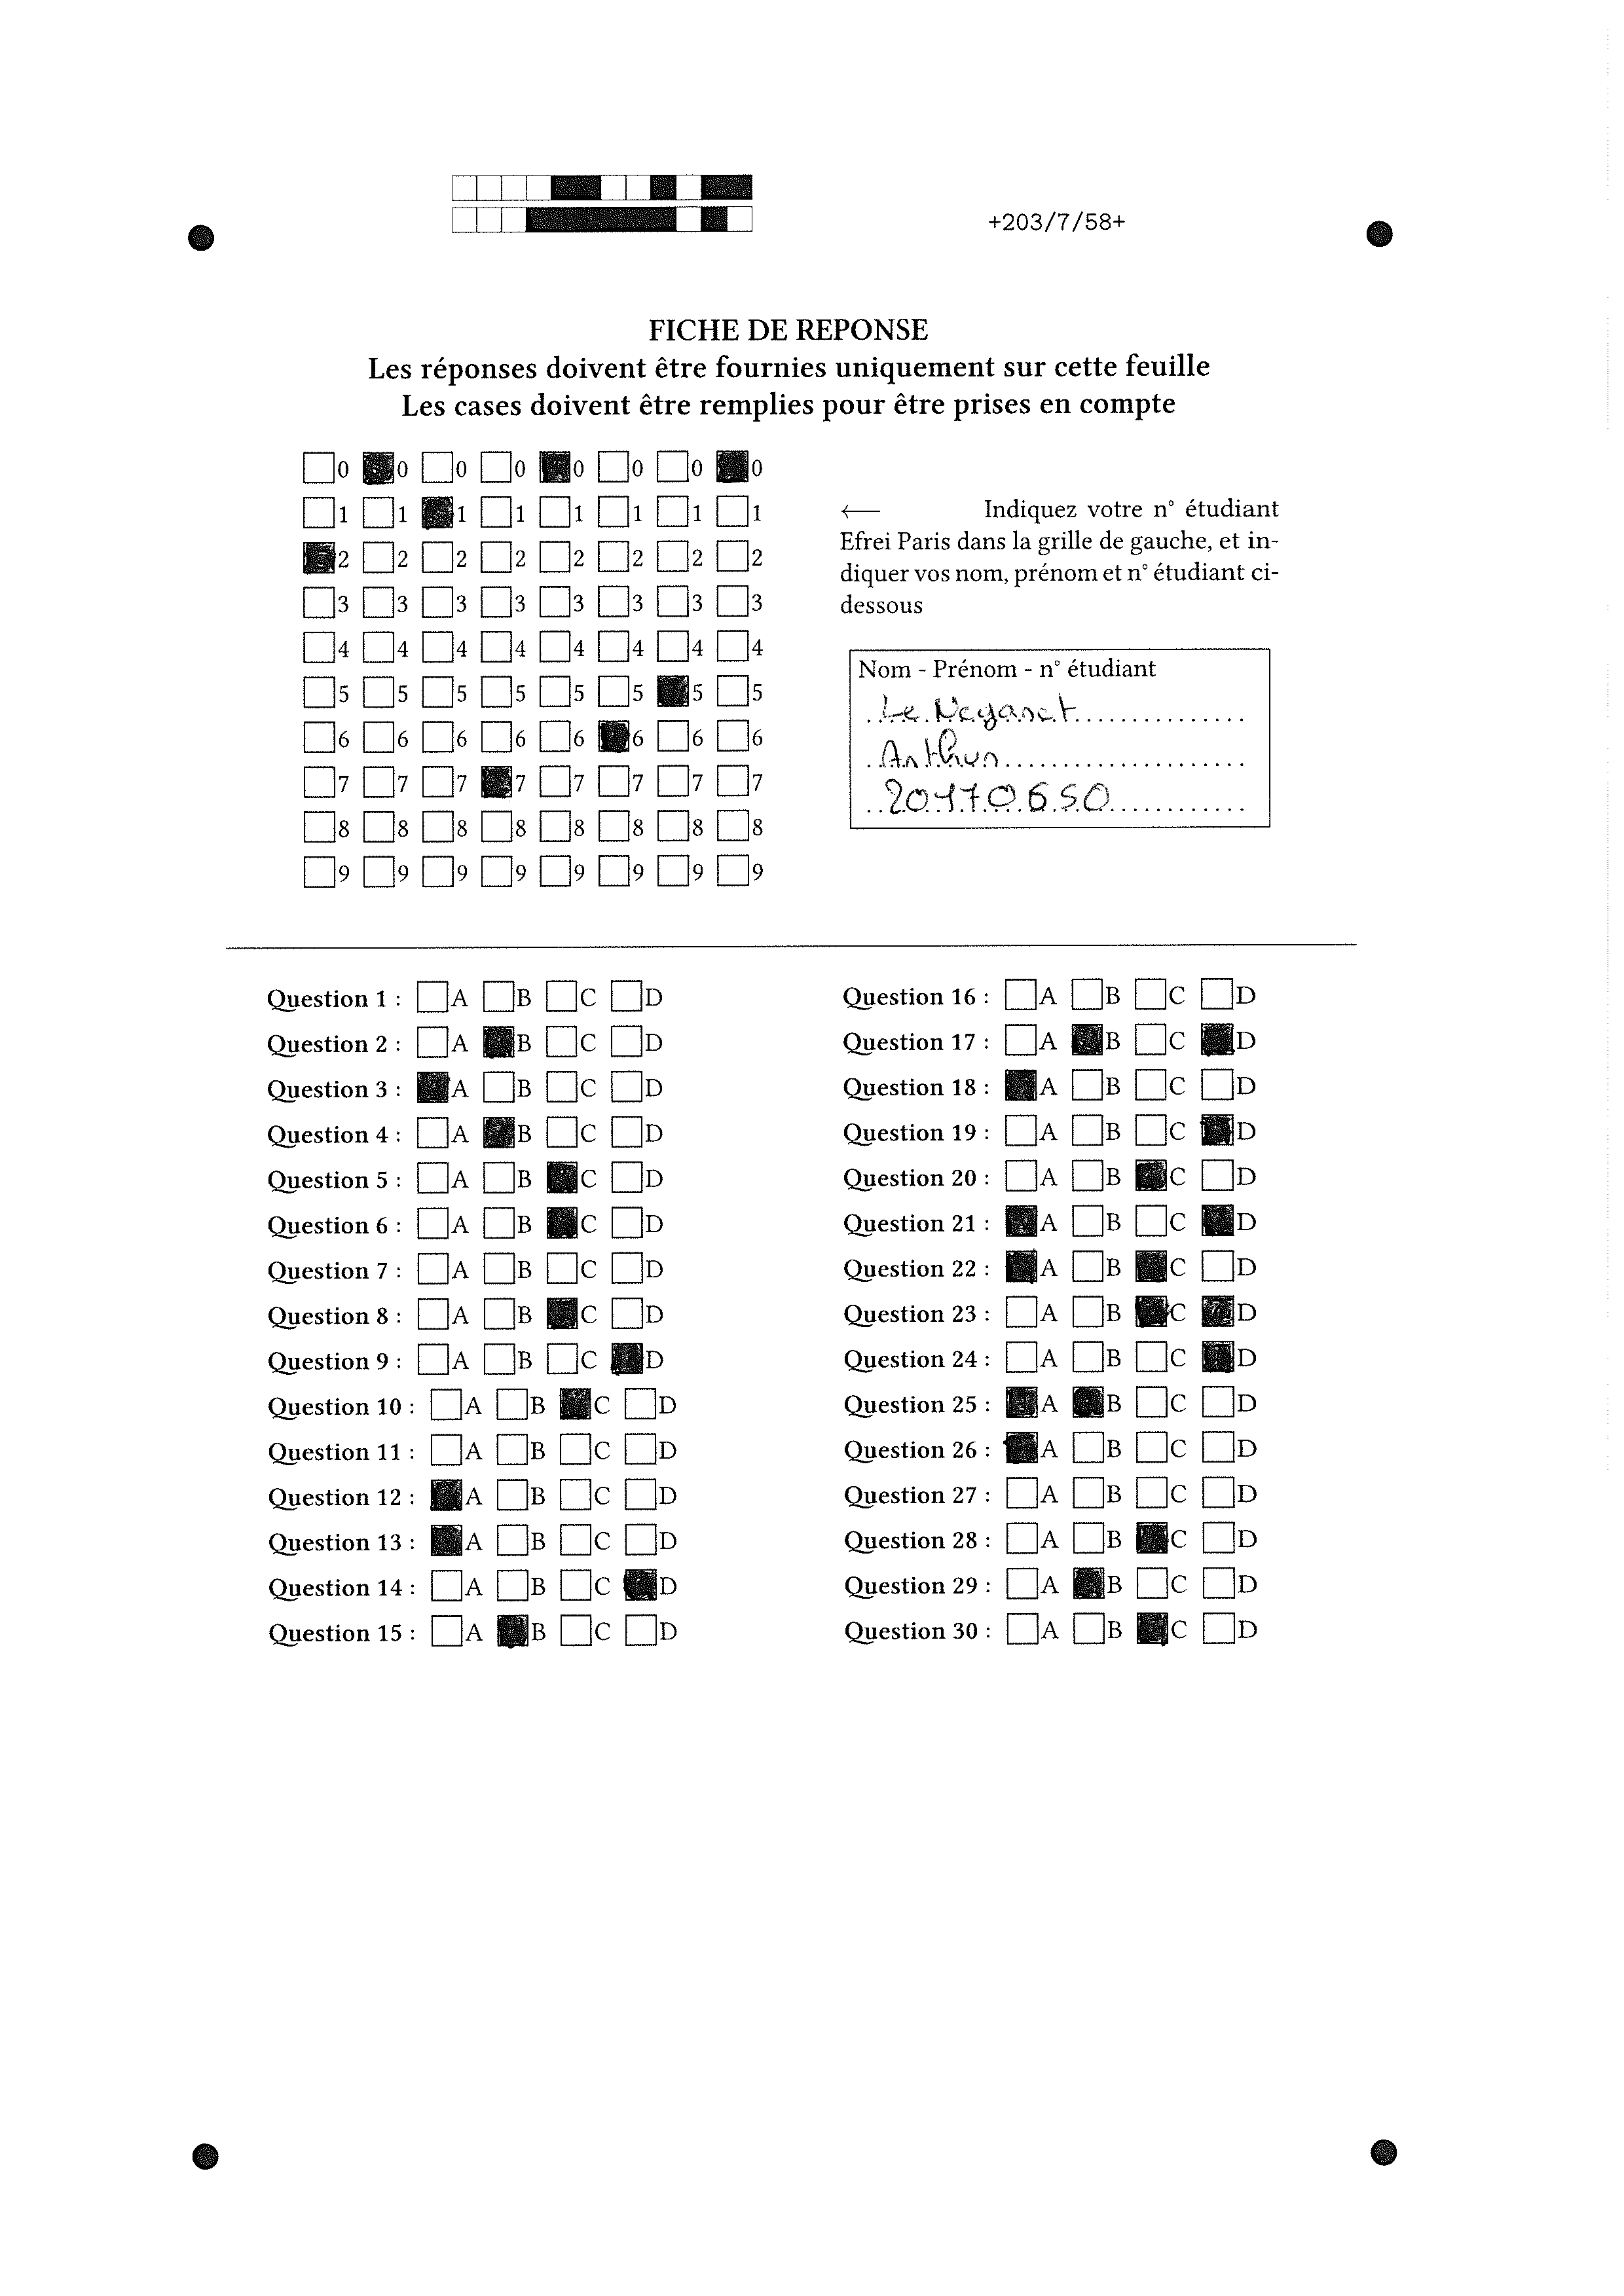 +203/7/58+
FICHE DE REPONSE
Les réponses doivent être fournies uniquement sur cette feuille
Les cases doivent être remplies pour être prises en compte
0 0 0 0 0 0 0 0
1 1 1 1 1 1 1 1
2 2 2 2 2 2 2 2
3 3 3 3 3 3 3 3
4 4 4 4 4 4 4 4
5 5 5 5 5 5 5 5
6 6 6 6 6 6 6 6
7 7 7 7 7 7 7 7
8 8 8 8 8 8 8 8
9 9 9 9 9 9 9 9
← Indiquez votre n° étudiant
Efrei Paris dans la grille de gauche, et in-
diquer vos nom, prénom et n° étudiant ci-
dessous
Nom - Prénom - n° étudiant
Le
Arthur
20170650
Question 1 : A B C D
Question 2 : A B C D
Question 3 : A B C D
Question 4 : A B C D
Question 5 : A B C D
Question 6 : A B C D
Question 7 : A B C D
Question 8 : A B C D
Question 9 : A B C D
Question 10 : A B C D
Question 11 : A B C D
Question 12 : A B C D
Question 13 : A B C D
Question 14 : A B C D
Question 15 : A B C D
Question 16 : A B C D
Question 17 : A B C D
Question 18 : A B C D
Question 19 : A B C D
Question 20 : A B C D
Question 21 : A B C D
Question 22 : A B C D
Question 23 : A B C D
Question 24 : A B C D
Question 25 : A B C D
Question 26 : A B C D
Question 27 : A B C D
Question 28 : A B C D
Question 29 : A B C D
Question 30 : A B C D